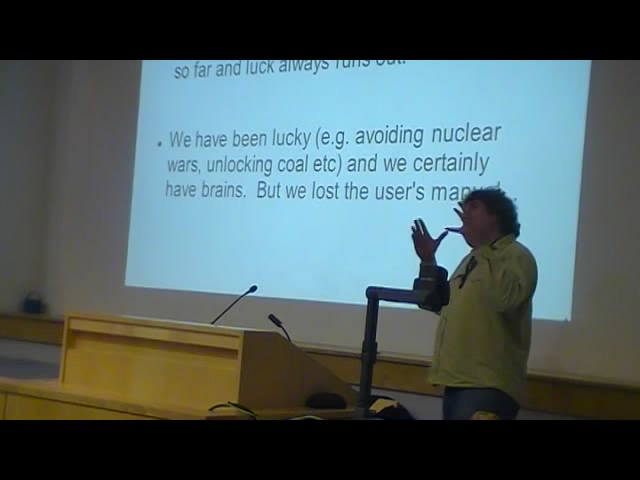 so far and luck always runs out.
• We have been lucky (e.g. avoiding nuclear
wars, unlocking coal etc) and we certainly
have brains. But we lost the user's